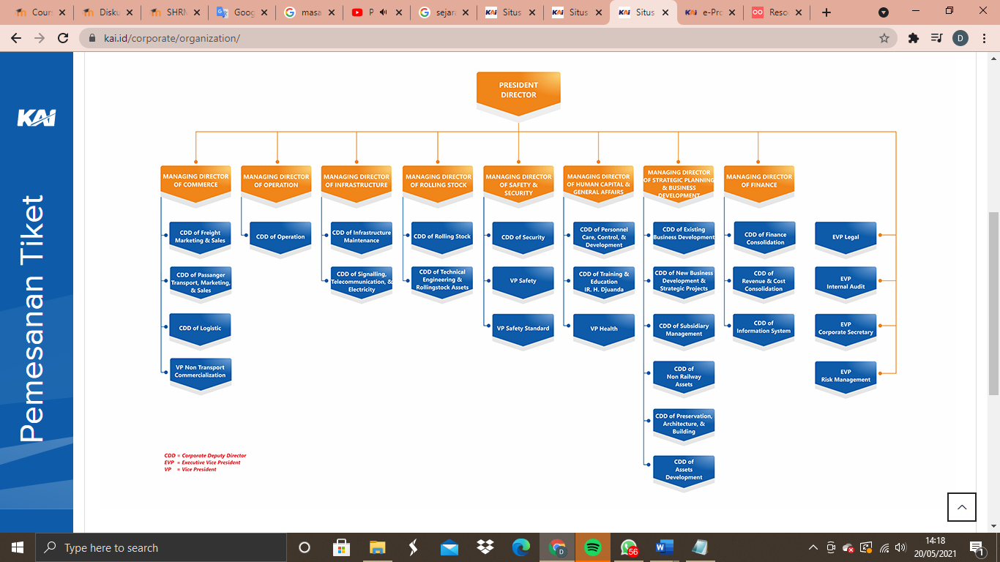 Cours
Disku
SHRM
Goog
masa
P
sejara
Situs
Situs
Situs
e-Pro
Reso
kai.id/corporate/organization/
D
KAI
Pemesanan Tiket
PRESIDENT
DIRECTOR
MANAGING DIRECTOR
OF COMMERCE
CDD of Freight
Marketing & Sales
CDD of Passanger
Transport, Marketing,
& Sales
CDD of Logistic
VP Non Transport
Commercialization
MANAGING DIRECTOR
OF OPERATION
CDD of Operation
MANAGING DIRECTOR
OF INFRASTRUCTURE
CDD of Infrastructure
Maintenance
CDD of Signalling,
Telecommunication, &
Electricity
MANAGING DIRECTOR
OF ROLLING STOCK
CDD of Rolling Stock
CDD of Technical
Engineering &
Rollingstock Assets
MANAGING DIRECTOR
OF SAFETY &
SECURITY
CDD of Security
VP Safety
VP Safety Standard
MANAGING DIRECTOR
OF HUMAN CAPITAL &
GENERAL AFFAIRS
CDD of Personnel
Care, Control, &
Development
CDD of Training &
Education
IR. H. Djuanda
VP Health
MANAGING DIRECTOR
OF STRATEGIC PLANNING
& BUSINESS
DEVELOPMENT
CDD of Existing
Business Development
CDD of New Business
Development &
Strategic Projects
CDD of Subsidiary
Management
CDD of
Non Railway
Assets
CDD of Preservation,
Architecture, &
Building
CDD of
Assets
Development
MANAGING DIRECTOR
OF FINANCE
CDD of Finance
Consolidation
CDD of
Revenue & Cost
Consolidation
CDD of
Information System
EVP Legal
EVP
Internal Audit
EVP
Corporate Secretary
EVP
Risk Management
CDD = Corporate Deputy Director
EVP = Executive Vice President
VP = Vice President
Type here to search
56
14:18
20/05/2021
1